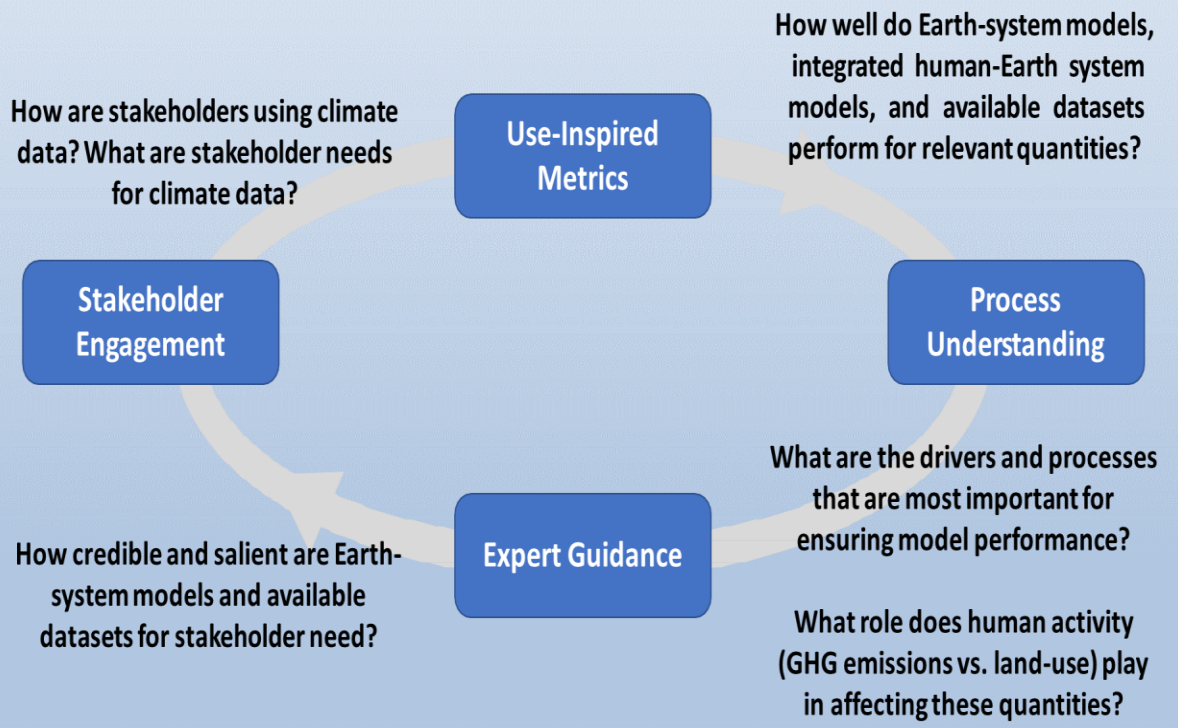 How are stakeholders using climate
data? What are stakeholder needs
for climate data?
Use-Inspired
Metrics
How well do Earth-system models,
integrated human-Earth system
models, and available datasets
perform for relevant quantities?
Stakeholder
Engagement
Process
Understanding
How credible and salient are Earth-
system models and available
datasets for stakeholder need?
Expert Guidance
What are the drivers and processes
that are most important for
ensuring model performance?
What role does human activity
(GHG emissions vs. land-use) play
in affecting these quantities?